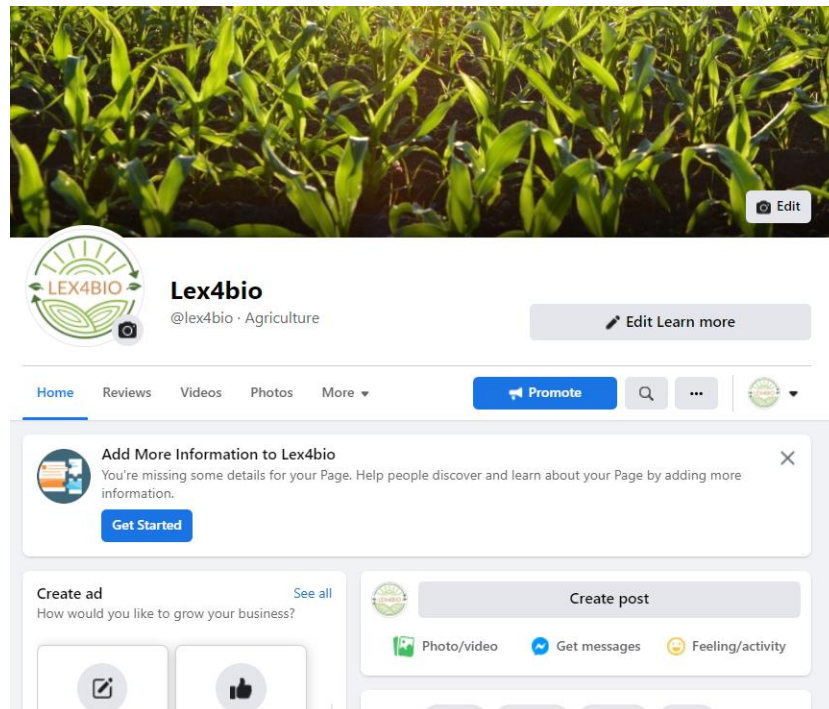 Edit
LEX4BIO
Lex4bio
@lex4bio · Agriculture
Edit Learn more
Home Reviews Videos Photos More
Promote
Add More Information to Lex4bio
You're missing some details for your Page. Help people discover and learn about your Page by adding more
information.
Get Started
Create ad See all
How would you like to grow your business?
LEX4BIO
Create post
Photo/video Get messages Feeling/activity